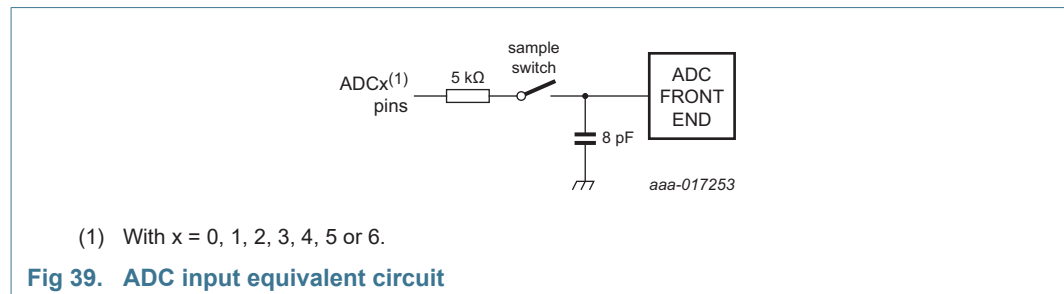 sample
switch
ADCx(1)
pins
5 kΩ
ADC
FRONT
END
8 pF
aaa-017253
(1) With x = 0, 1, 2, 3, 4, 5 or 6.
Fig 39. ADC input equivalent circuit